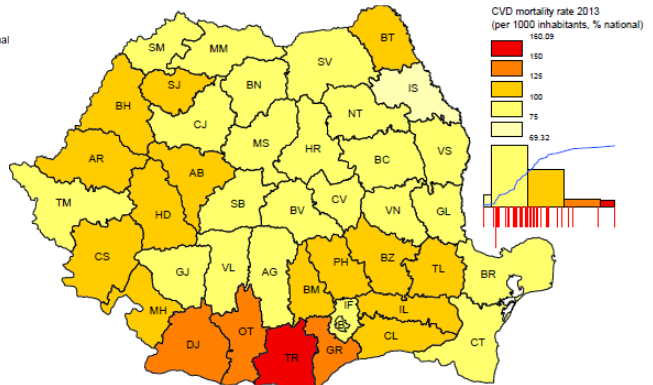 nal
CVD mortality rate 2013
(per 1000 inhabitants, % national)
160.09
150
125
100
75
69.32
SM
MM
SV
BT
SJ
BN
IS
BH
CJ
NT
MS
HR
BC
VS
AR
AB
TM
HD
SB
BV
CV
VN
GL
CS
GJ
VL
AG
PH
BZ
TL
BR
BM
IF
MH
IL
B
DJ
OT
TR
GR
CL
CT